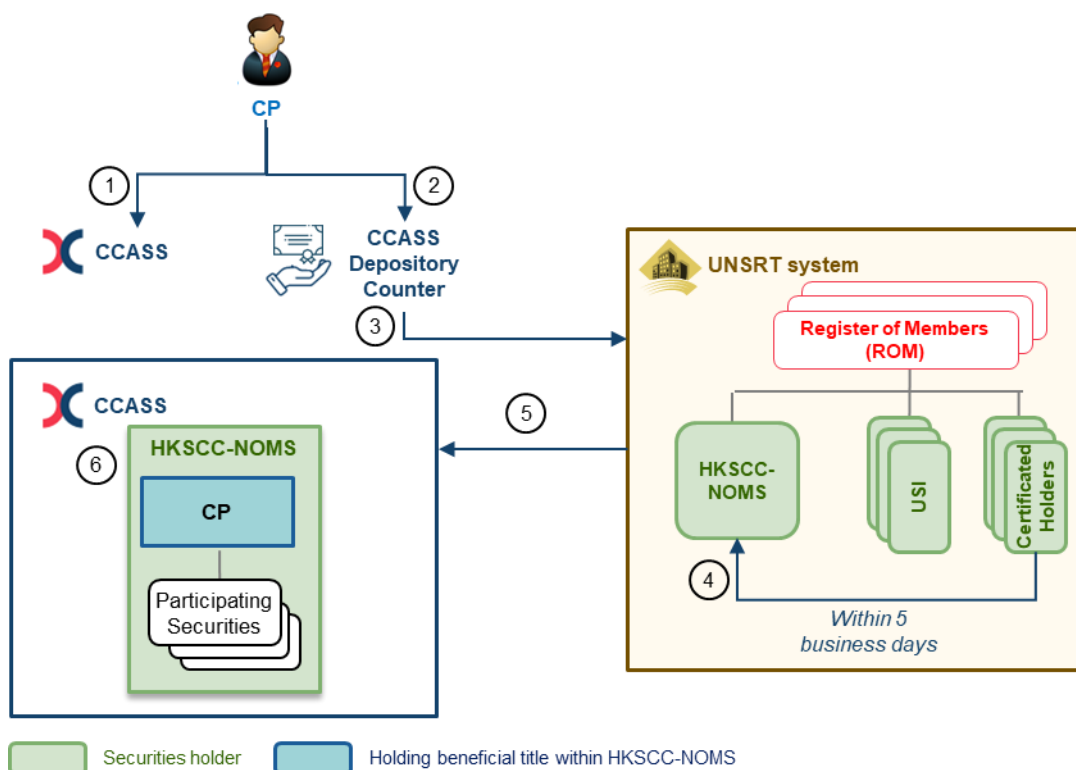 CP
1
2
CCASS
CCASS
Depository
Counter
3
UNSRT system
Register of Members
(ROM)
HKSCC-
NOMS
USI
Certificated
Holders
4
Within 5
business days
5
CCASS
6
HKSCC-NOMS
CP
Participating
Securities
Securities holder
Holding beneficial title within HKSCC-NOMS